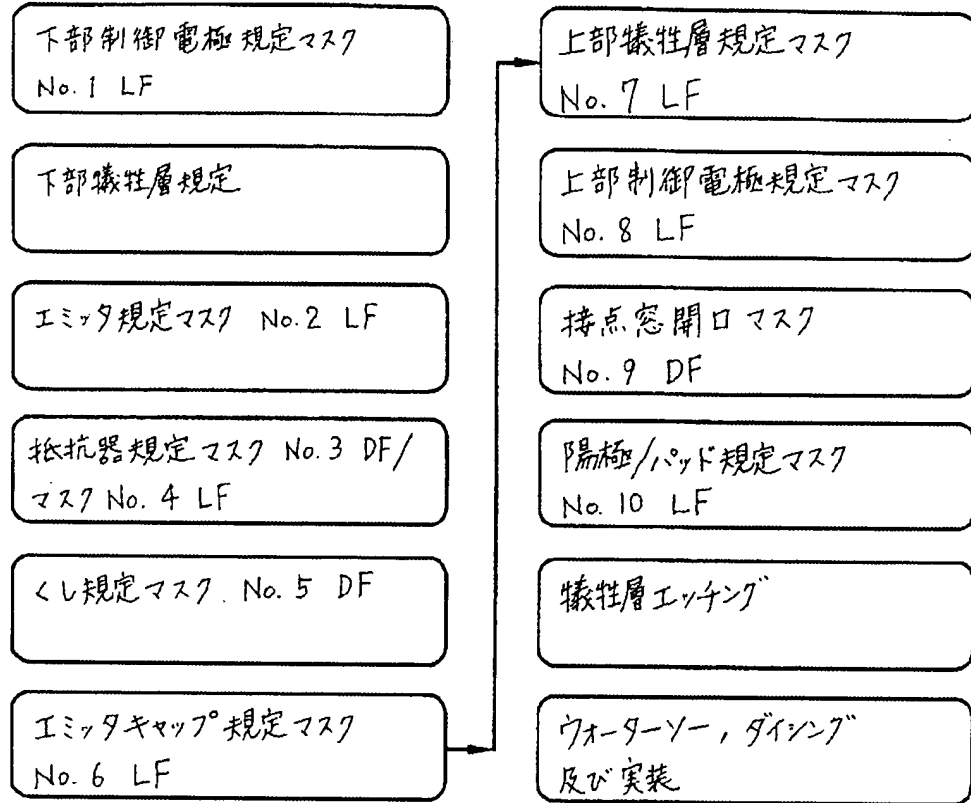 下部制御電極規定マスク
No. 1 LF
下部犠牲層規定
エミッタ規定マスク No. 2 LF
抵抗器規定マスク No. 3 DF/
マスク No. 4 LF
くし規定マスク. No. 5 DF
エミッタキャップ規定マスク
No. 6 LF
上部犠牲層規定マスク
No. 7 LF
上部制御電極規定マスク
No. 8 LF
接点窓開口マスク
No. 9 DF
陽極/パッド規定マスク
No. 10 LF
犠牲層エッチング
ウォーターソー, ダイシング
及び実装